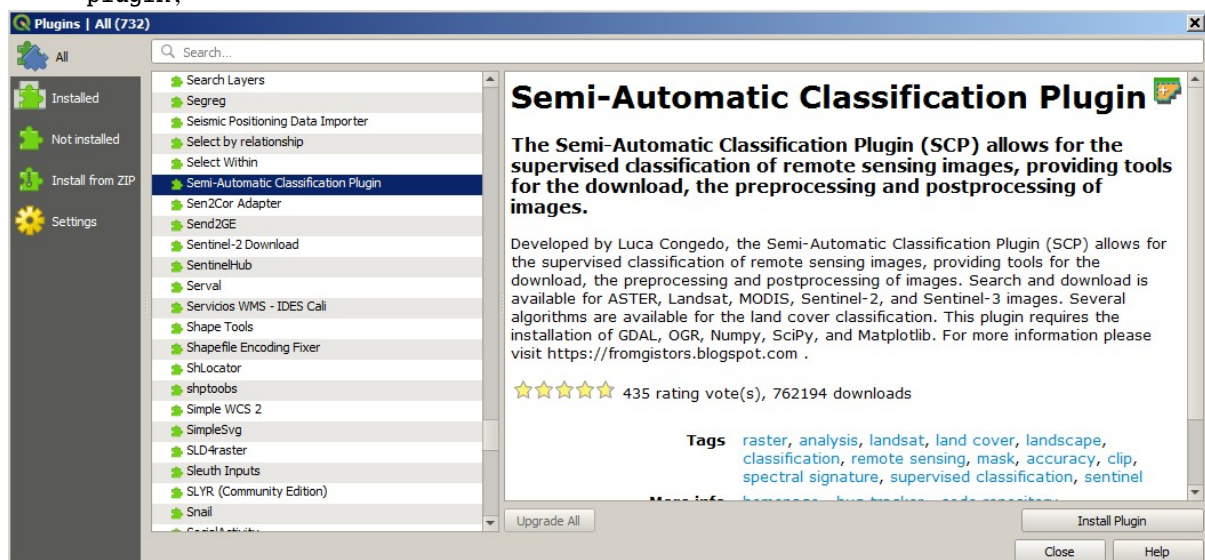 plugin;
Plugins | All (732)
All
Search...
Installed
Not installed
Install from ZIP
Settings
Search Layers
Segreg
Seismic Positioning Data Importer
Select by relationship
Select Within
Semi-Automatic Classification Plugin
Sen2Cor Adapter
Send2GE
Sentinel-2 Download
SentinelHub
Serval
Servicios WMS - IDES Cali
Shape Tools
Shapefile Encoding Fixer
ShLocator
shptoobs
Simple WCS 2
SimpleSvg
SLD4raster
Sleuth Inputs
SLYR (Community Edition)
Snail
SocialActivity
Semi-Automatic Classification Plugin
The Semi-Automatic Classification Plugin (SCP) allows for the
supervised classification of remote sensing images, providing tools
for the download, the preprocessing and postprocessing of
images.
Developed by Luca Congedo, the Semi-Automatic Classification Plugin (SCP) allows for
the supervised classification of remote sensing images, providing tools for the
download, the preprocessing and postprocessing of images. Search and download is
available for ASTER, Landsat, MODIS, Sentinel-2, and Sentinel-3 images. Several
algorithms are available for the land cover classification. This plugin requires the
installation of GDAL, OGR, Numpy, SciPy, and Matplotlib. For more information please
visit https://fromgistors.blogspot.com .
435 rating vote(s), 762194 downloads
Tags raster, analysis, landsat, land cover, landscape,
classification, remote sensing, mask, accuracy, clip,
spectral signature, supervised classification, sentinel
More info homepage bug tracker code repository
Upgrade All
Install Plugin
Close
Help